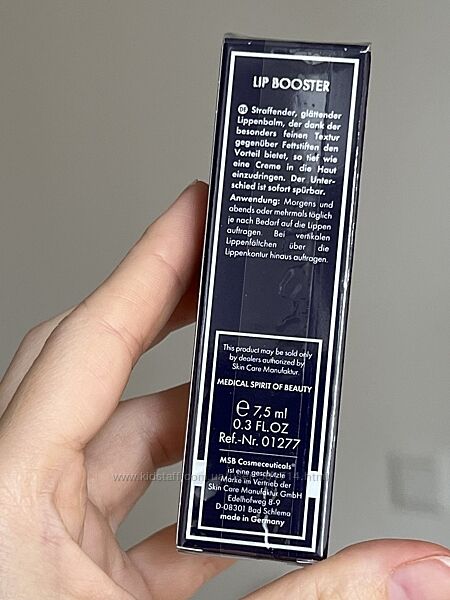 LIP BOOSTER
DE Straffender, glättender
Lippenbalm, der dank der
besonders feinen Textur
gegenüber Fettstiften den
Vorteil bietet, so tief wie
eine Creme in die Haut
einzudringen. Der Unter-
schied ist sofort spürbar.
Anwendung: Morgens und
abends oder mehrmals täglich
je nach Bedarf auf die Lippen
auftragen. Bei vertikalen
Lippenfältchen über die
Lippenkontur hinaus auftragen.
This product may be sold only
by dealers authorized by
Skin Care Manufaktur.
MEDICAL SPIRIT OF BEAUTY
e 7,5 ml
0.3 FL.OZ
Ref.-Nr. 01277
MSB Cosmeceuticals®
ist eine geschützte
Marke im Vertrieb der
Skin Care Manufaktur GmbH
Edelhofweg 8-9
D-08301 Bad Schlema
made in Germany
www.kidstaff.com.ua